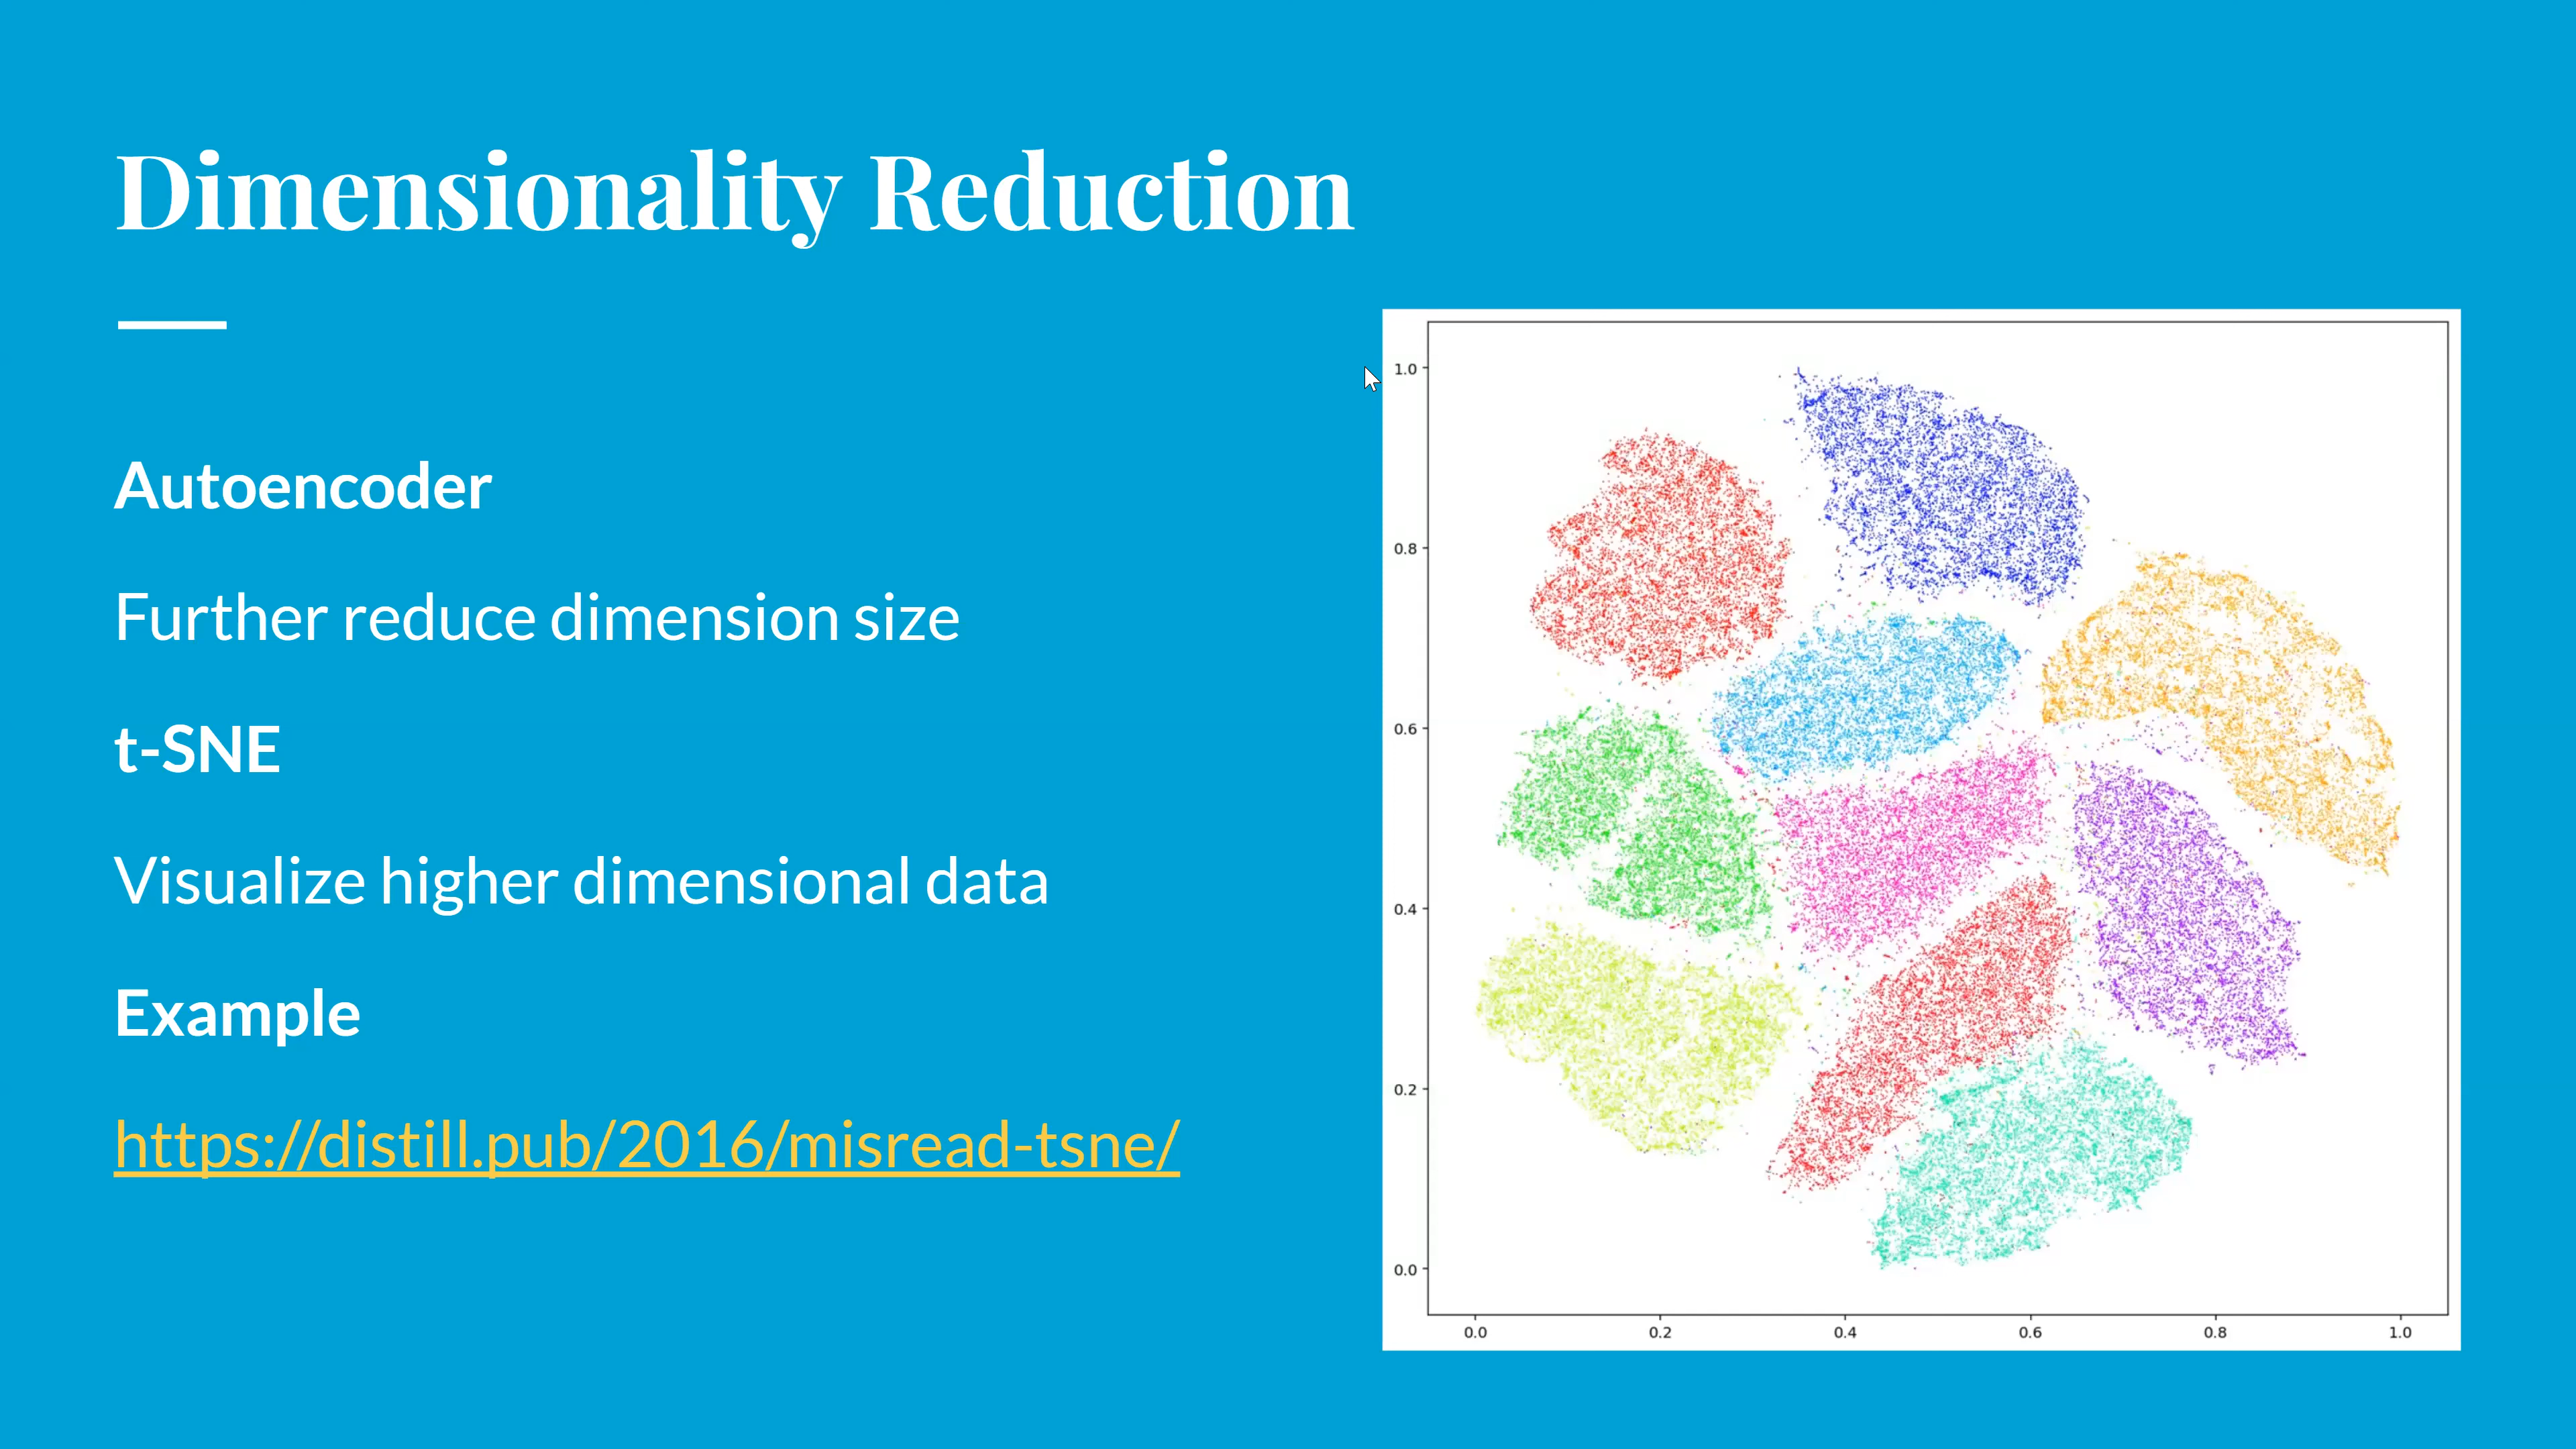 Dimensionality Reduction
Autoencoder
Further reduce dimension size
t-SNE
Visualize higher dimensional data
Example
https://distill.pub/2016/misread-tsne/
1.0
0.8
0.6
0.4
0.2
0.0
0.0 0.2 0.4 0.6 0.8 1.0